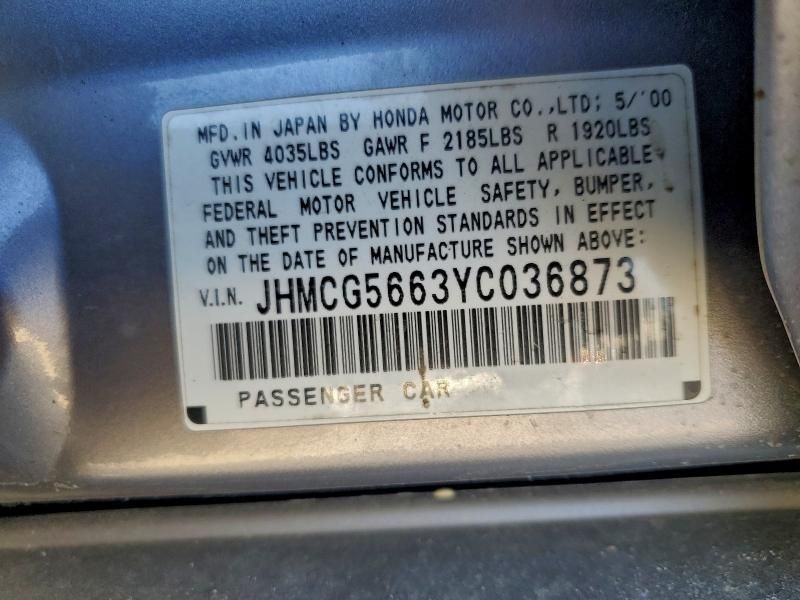 MFD. IN JAPAN BY HONDA MOTOR CO.,LTD; 5/'00
GVWR 4035LBS GAWR F 2185LBS R 1920LBS
THIS VEHICLE CONFORMS TO ALL APPLICABLE
FEDERAL MOTOR VEHICLE SAFETY, BUMPER,
AND THEFT PREVENTION STANDARDS IN EFFECT
ON THE DATE OF MANUFACTURE SHOWN ABOVE:
V.I.N. JHMCG5663YC036873
PASSENGER CAR